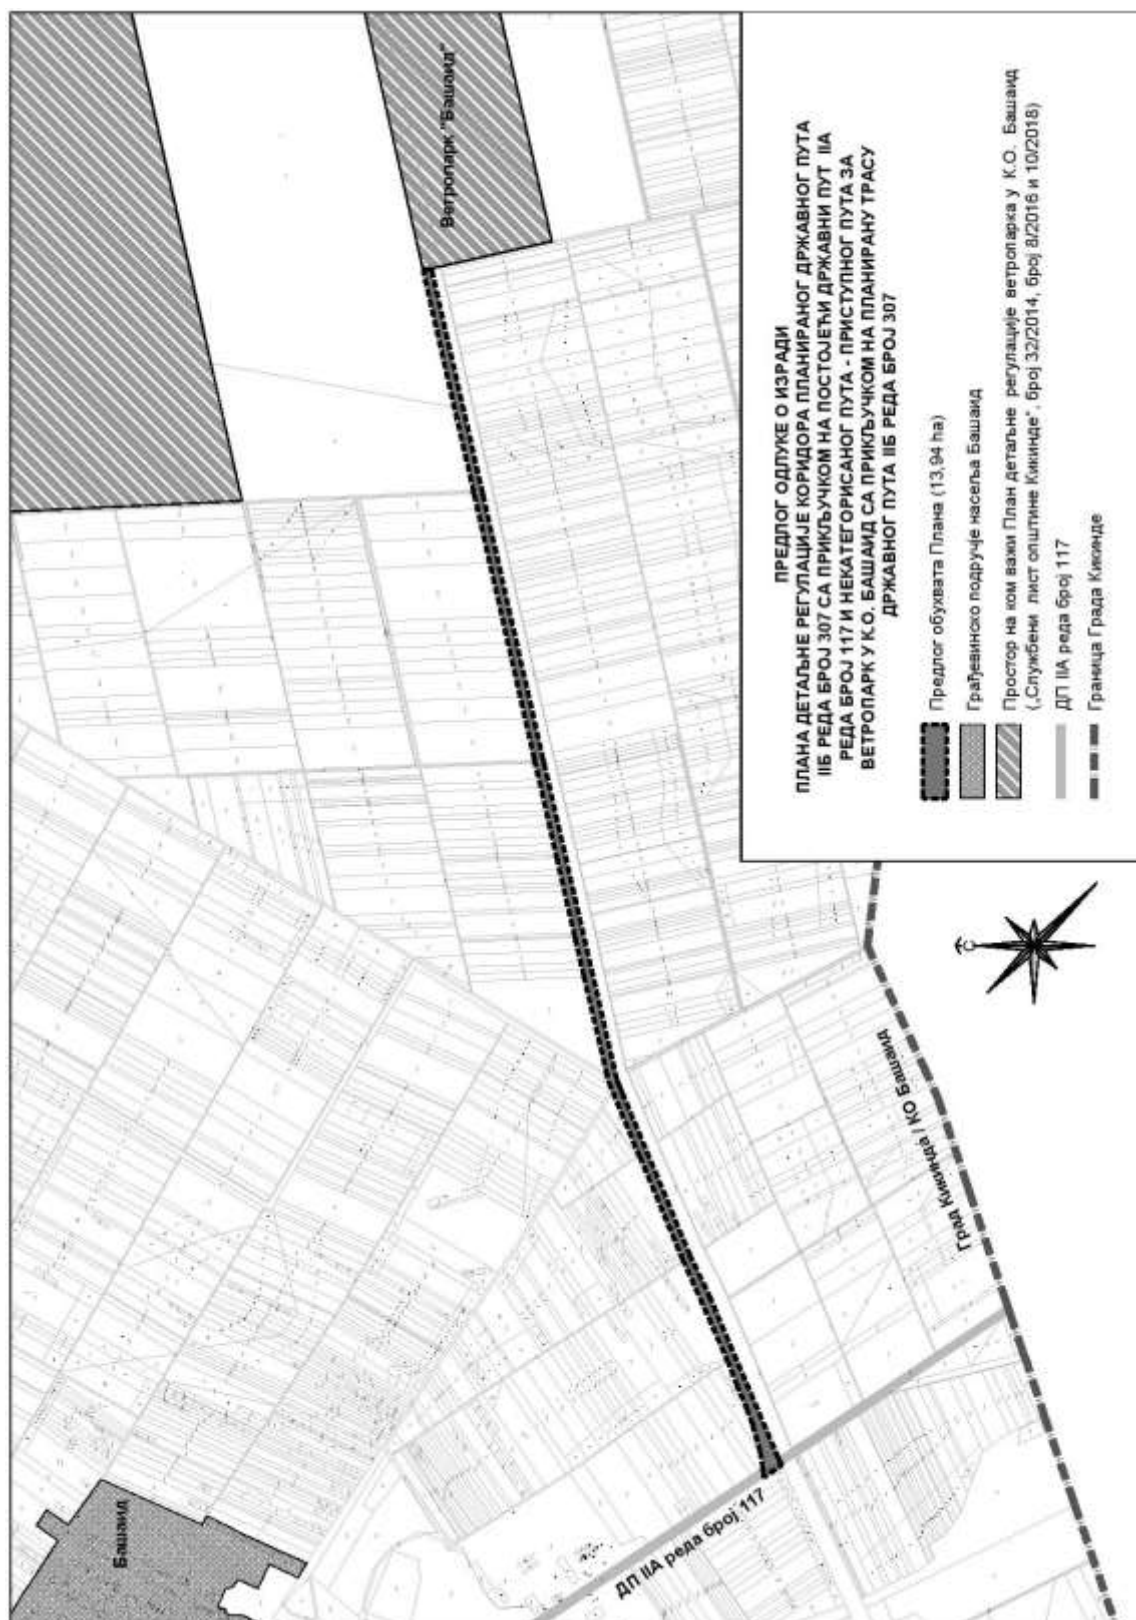 Ветропарк "Башаид"
Башаид
ДП IIА реда број 117
Град Кикинда / КО Башаид
ПРЕДЛОГ ОДЛУКЕ О ИЗРАДИ
ПЛАНА ДЕТАЉНЕ РЕГУЛАЦИЈЕ КОРИДОРА ПЛАНИРАНОГ ДРЖАВНОГ ПУТА
IIБ РЕДА БРОЈ 307 СА ПРИКЉУЧКОМ НА ПОСТОЈЕЋИ ДРЖАВНИ ПУТ IIА
РЕДА БРОЈ 117 И НЕКАТЕГОРИСАНОГ ПУТА - ПРИСТУПНОГ ПУТА ЗА
ВЕТРОПАРК У К.О. БАШАИД СА ПРИКЉУЧКОМ НА ПЛАНИРАНУ ТРАСУ
ДРЖАВНОГ ПУТА IIБ РЕДА БРОЈ 307
Предлог обухвата Плана (13,94 ha)
Грађевинско подручје насеља Башаид
Простор на ком важи План детаљне регулације ветропарка у К.О. Башаид
(„Службени лист општине Кикинде", број 32/2014, број 8/2016 и 10/2018)
ДП IIА реда број 117
Граница Града Кикинде